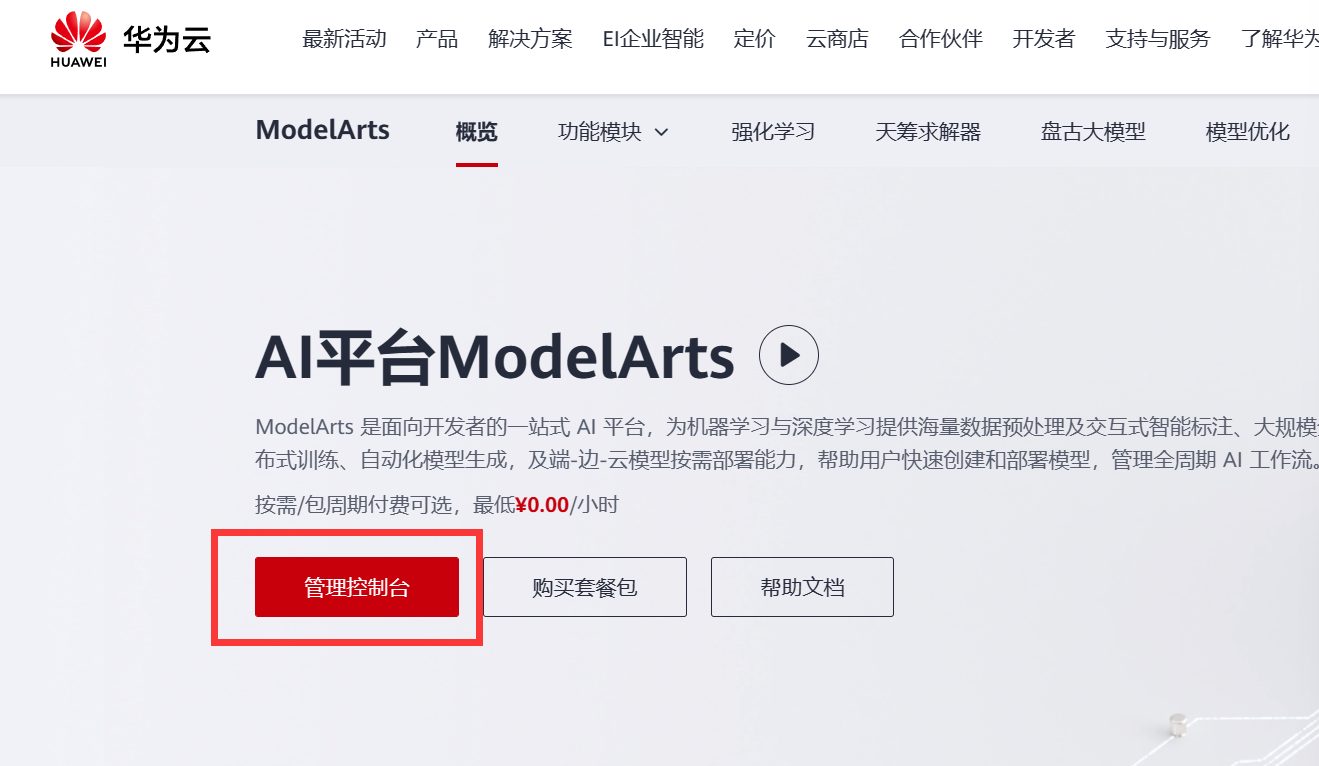 HUAWEI 华为云 最新活动 产品 解决方案 EI企业智能 定价 云商店 合作伙伴 开发者 支持与服务 了解华为
ModelArts 概览 功能模块 强化学习 天筹求解器 盘古大模型 模型优化
AI平台ModelArts
ModelArts 是面向开发者的一站式 AI 平台，为机器学习与深度学习提供海量数据预处理及交互式智能标注、大规模
布式训练、自动化模型生成，及端-边-云模型按需部署能力，帮助用户快速创建和部署模型，管理全周期 AI 工作流。
按需/包周期付费可选，最低¥0.00/小时
管理控制台 购买套餐包 帮助文档